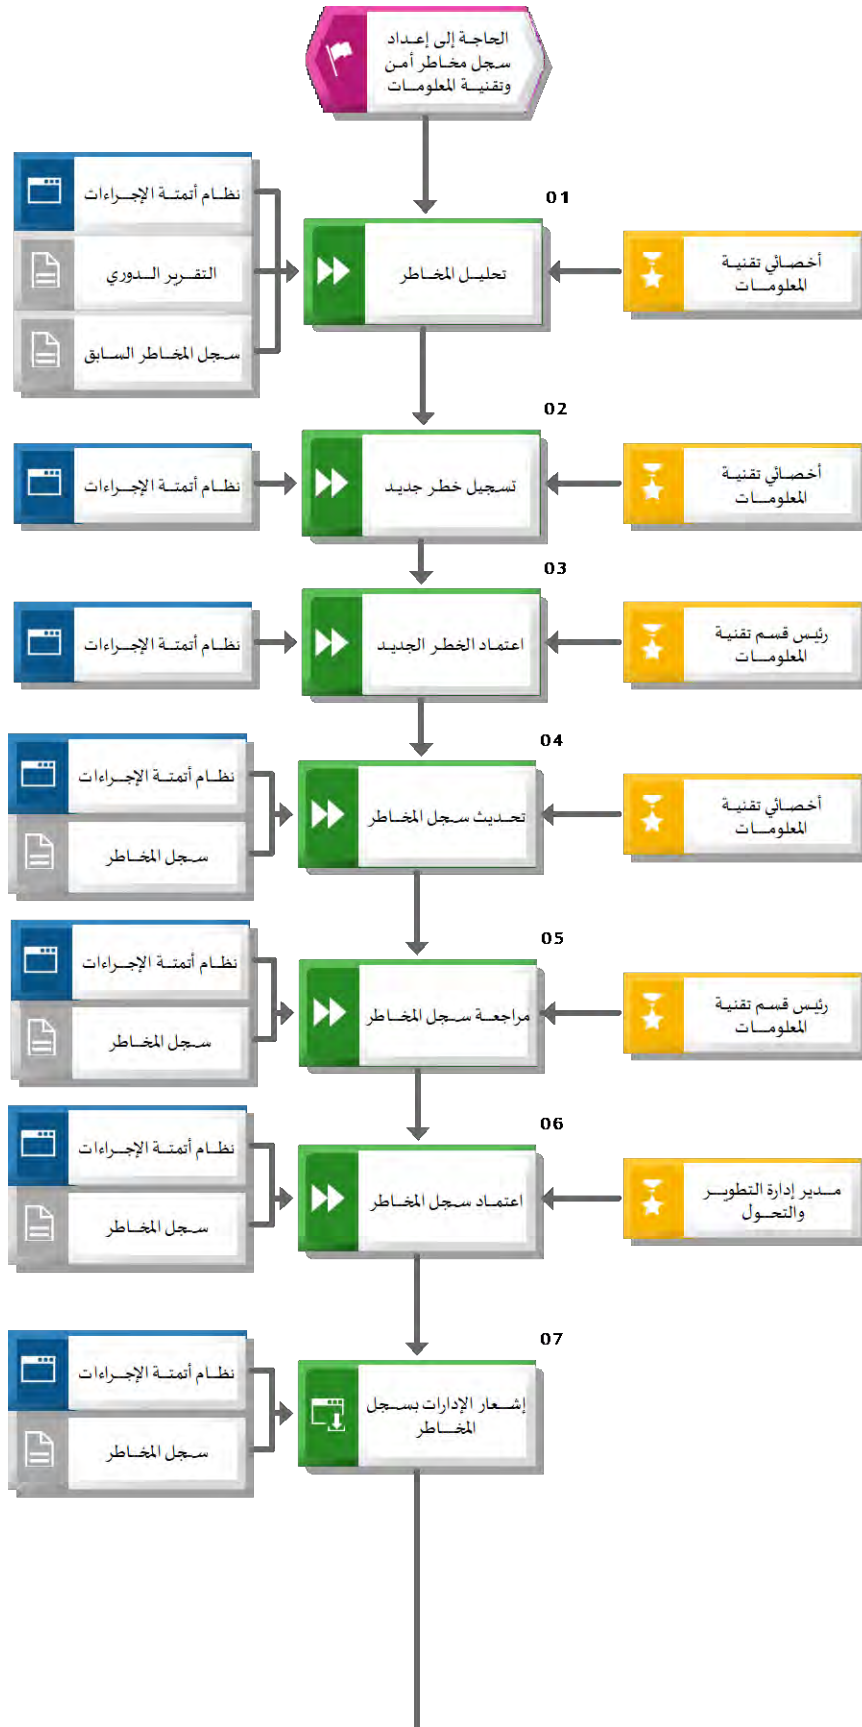 الحاجة إلى إعداد
سجل مخاطر أمن
وتقنية المعلومات
01
أخصائي تقنية
المعلومات
تحليل المخاطر
نظام أتمتة الإجراءات
التقرير الدوري
سجل المخاطر السابق
02
أخصائي تقنية
المعلومات
تسجيل خطر جديد
نظام أتمتة الإجراءات
03
رئيس قسم تقنية
المعلومات
اعتماد الخطر الجديد
نظام أتمتة الإجراءات
04
أخصائي تقنية
المعلومات
تحديث سجل المخاطر
نظام أتمتة الإجراءات
سجل المخاطر
05
رئيس قسم تقنية
المعلومات
مراجعة سجل المخاطر
نظام أتمتة الإجراءات
سجل المخاطر
06
مدير إدارة التطوير
والتحول
اعتماد سجل المخاطر
نظام أتمتة الإجراءات
سجل المخاطر
07
إشعار الإدارات بسجل
المخاطر
نظام أتمتة الإجراءات
سجل المخاطر